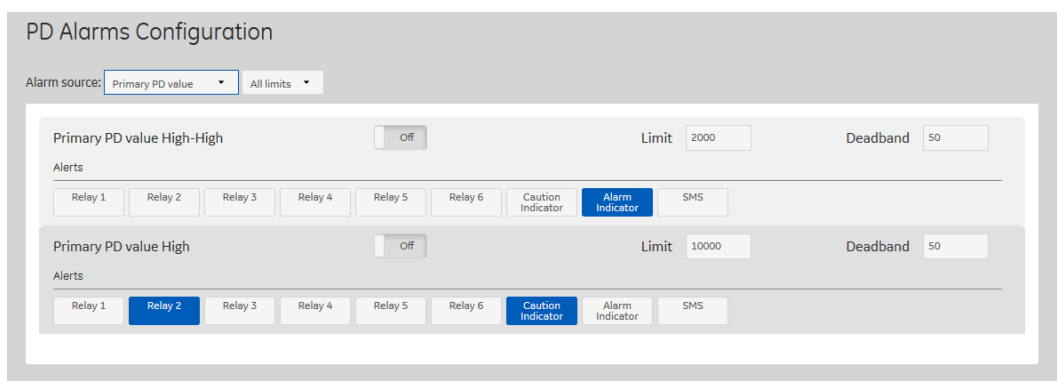 PD Alarms Configuration
Alarm source: Primary PD value All limits
Primary PD value High-High Off Limit 2000 Deadband 50
Alerts
Relay 1 Relay 2 Relay 3 Relay 4 Relay 5 Relay 6 Caution Indicator Alarm Indicator SMS
Primary PD value High Off Limit 10000 Deadband 50
Alerts
Relay 1 Relay 2 Relay 3 Relay 4 Relay 5 Relay 6 Caution Indicator Alarm Indicator SMS